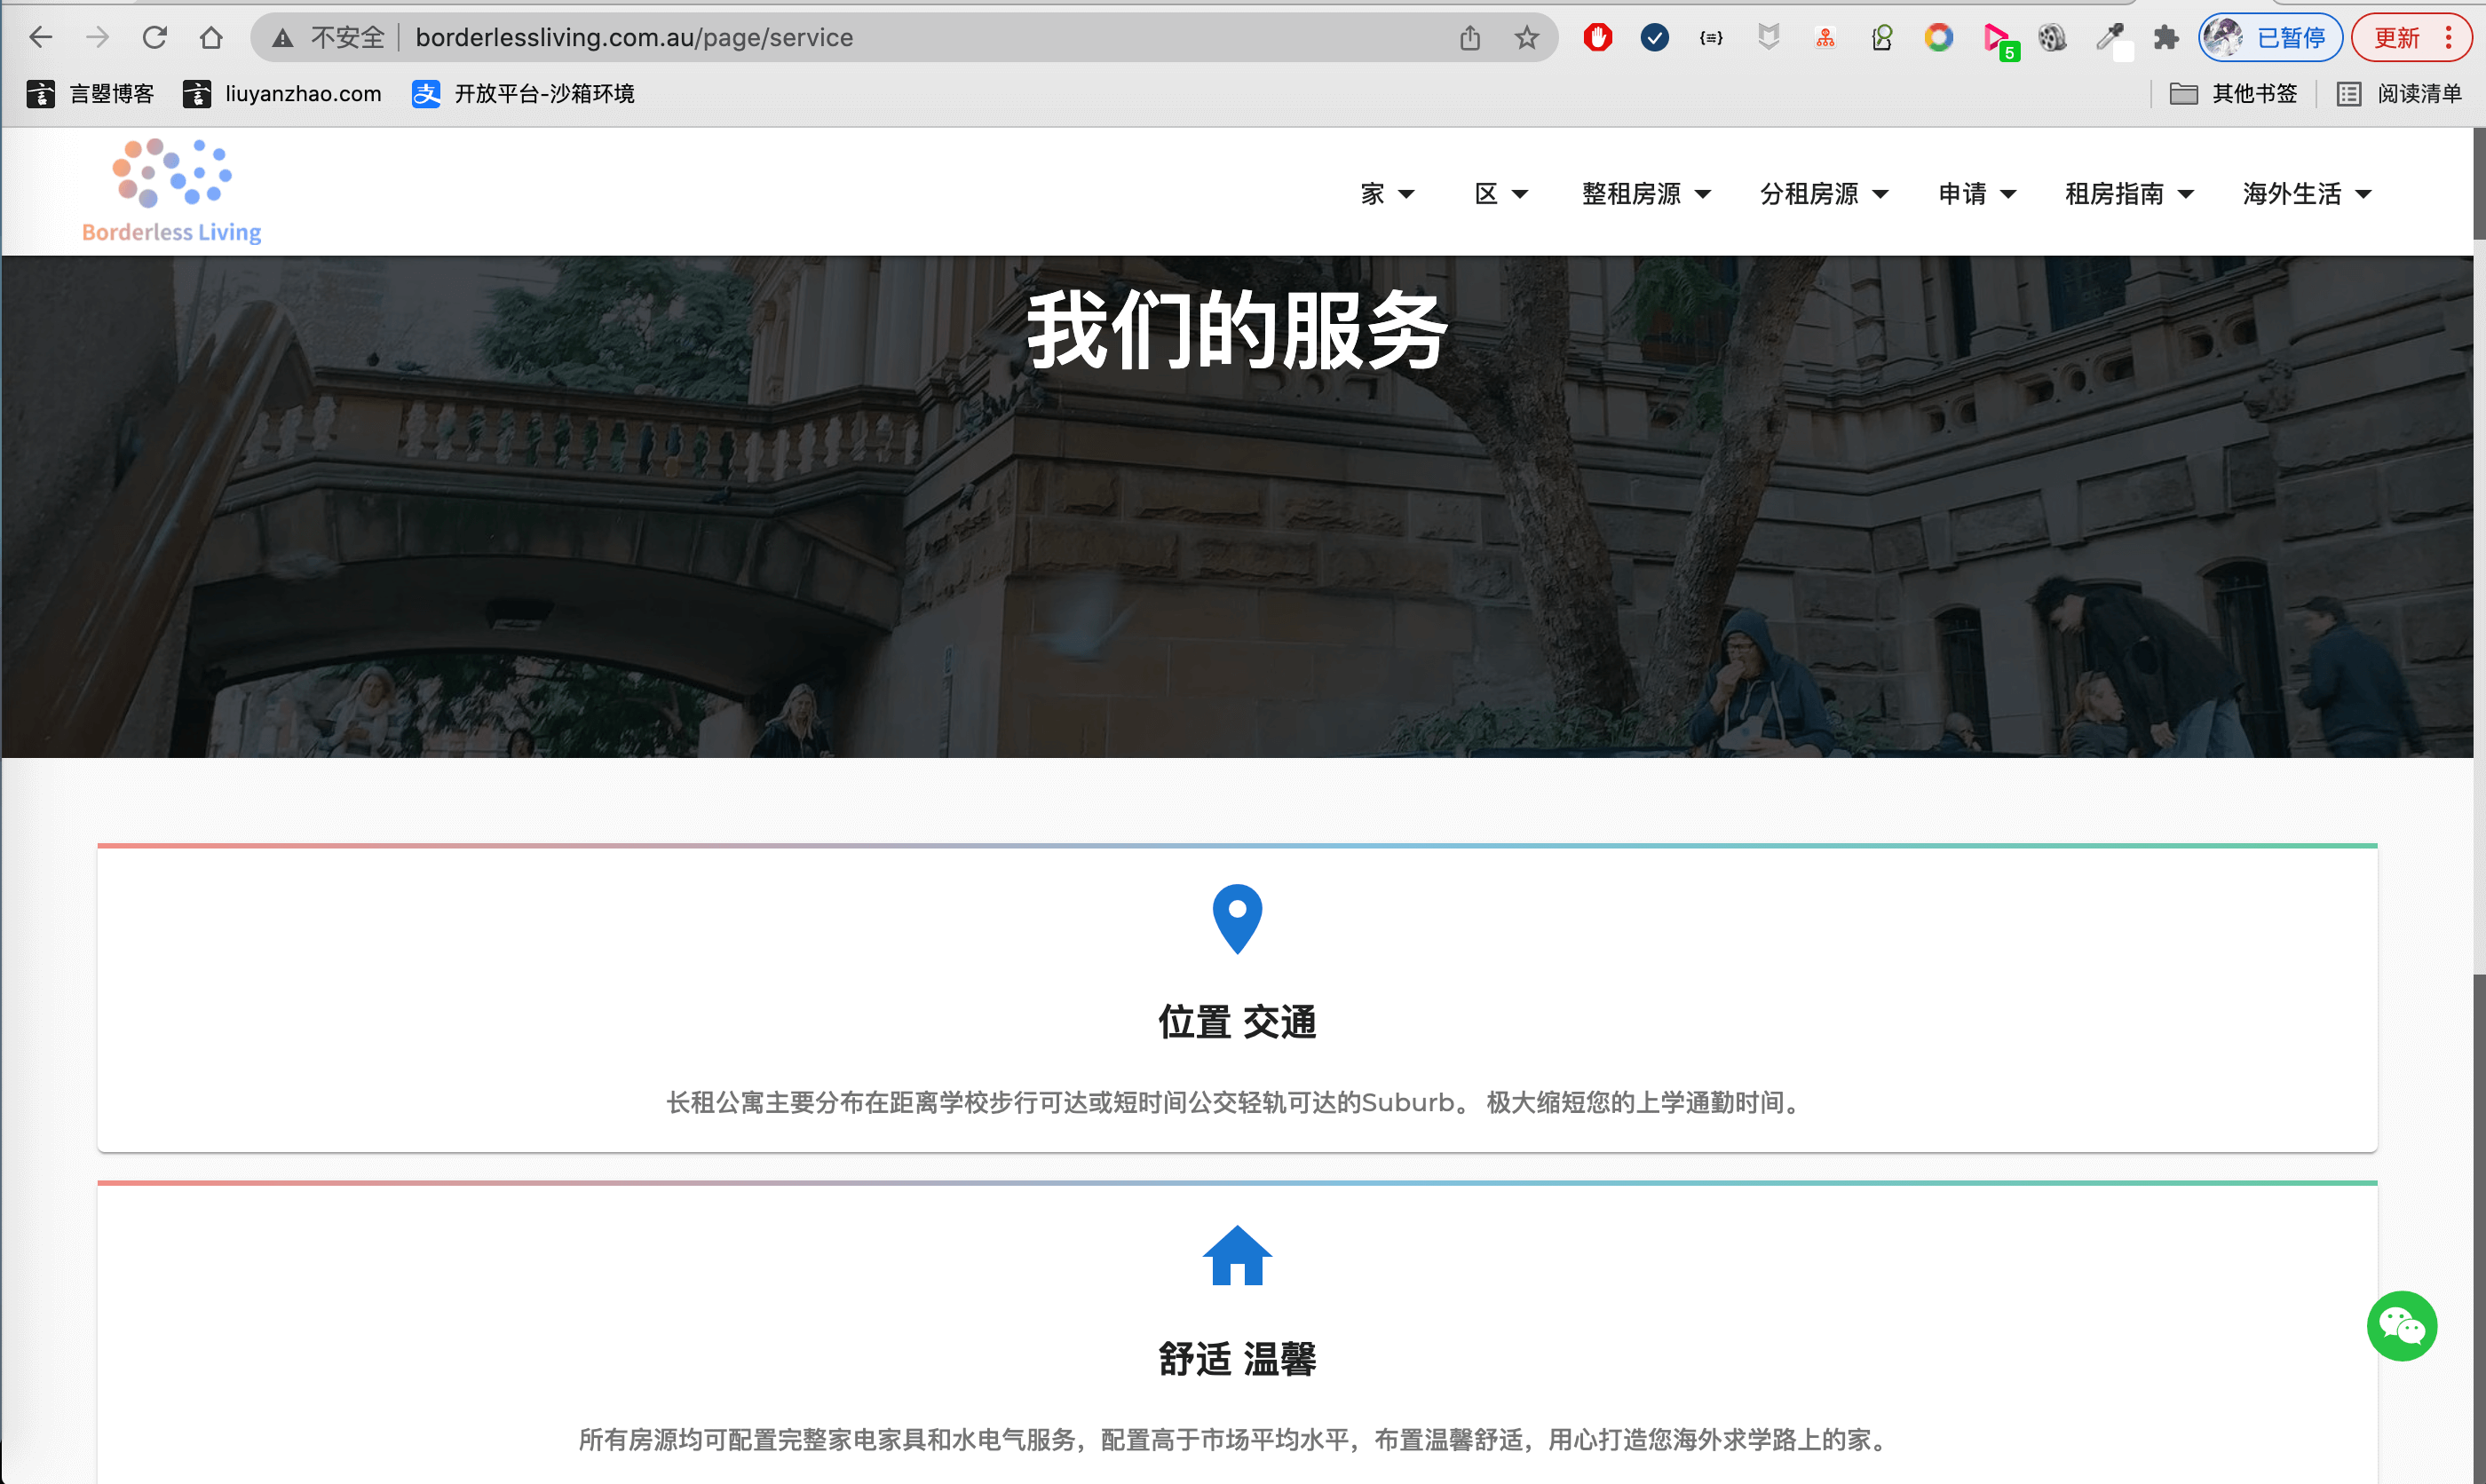 不安全 borderlessliving.com.au/page/service 5 已暂停 更新
言曌博客 liuyanzhao.com 支 开放平台-沙箱环境 其他书签 阅读清单
Borderless Living
家 区 整租房源 分租房源 申请 租房指南 海外生活
我们的服务
位置 交通
长租公寓主要分布在距离学校步行可达或短时间公交轻轨可达的Suburb。 极大缩短您的上学通勤时间。
舒适 温馨
所有房源均可配置完整家电家具和水电气服务，配置高于市场平均水平，布置温馨舒适，用心打造您海外求学路上的家。